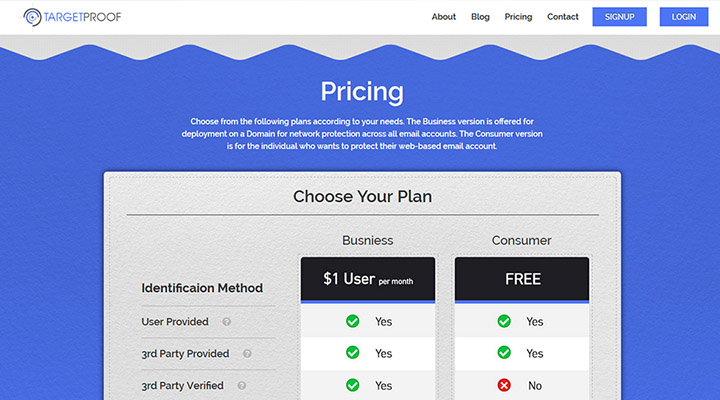 TARGETPROOF
About Blog Pricing Contact SIGNUP LOGIN
Pricing
Choose from the following plans according to your needs. The Business version is offered for
deployment on a Domain for network protection across all email accounts. The Consumer version
is for the individual who wants to protect their web-based email account.
Choose Your Plan
Busniess Consumer
Identificaion Method $1 User per month FREE
User Provided ? Yes Yes
3rd Party Provided ? Yes Yes
3rd Party Verified ? Yes No